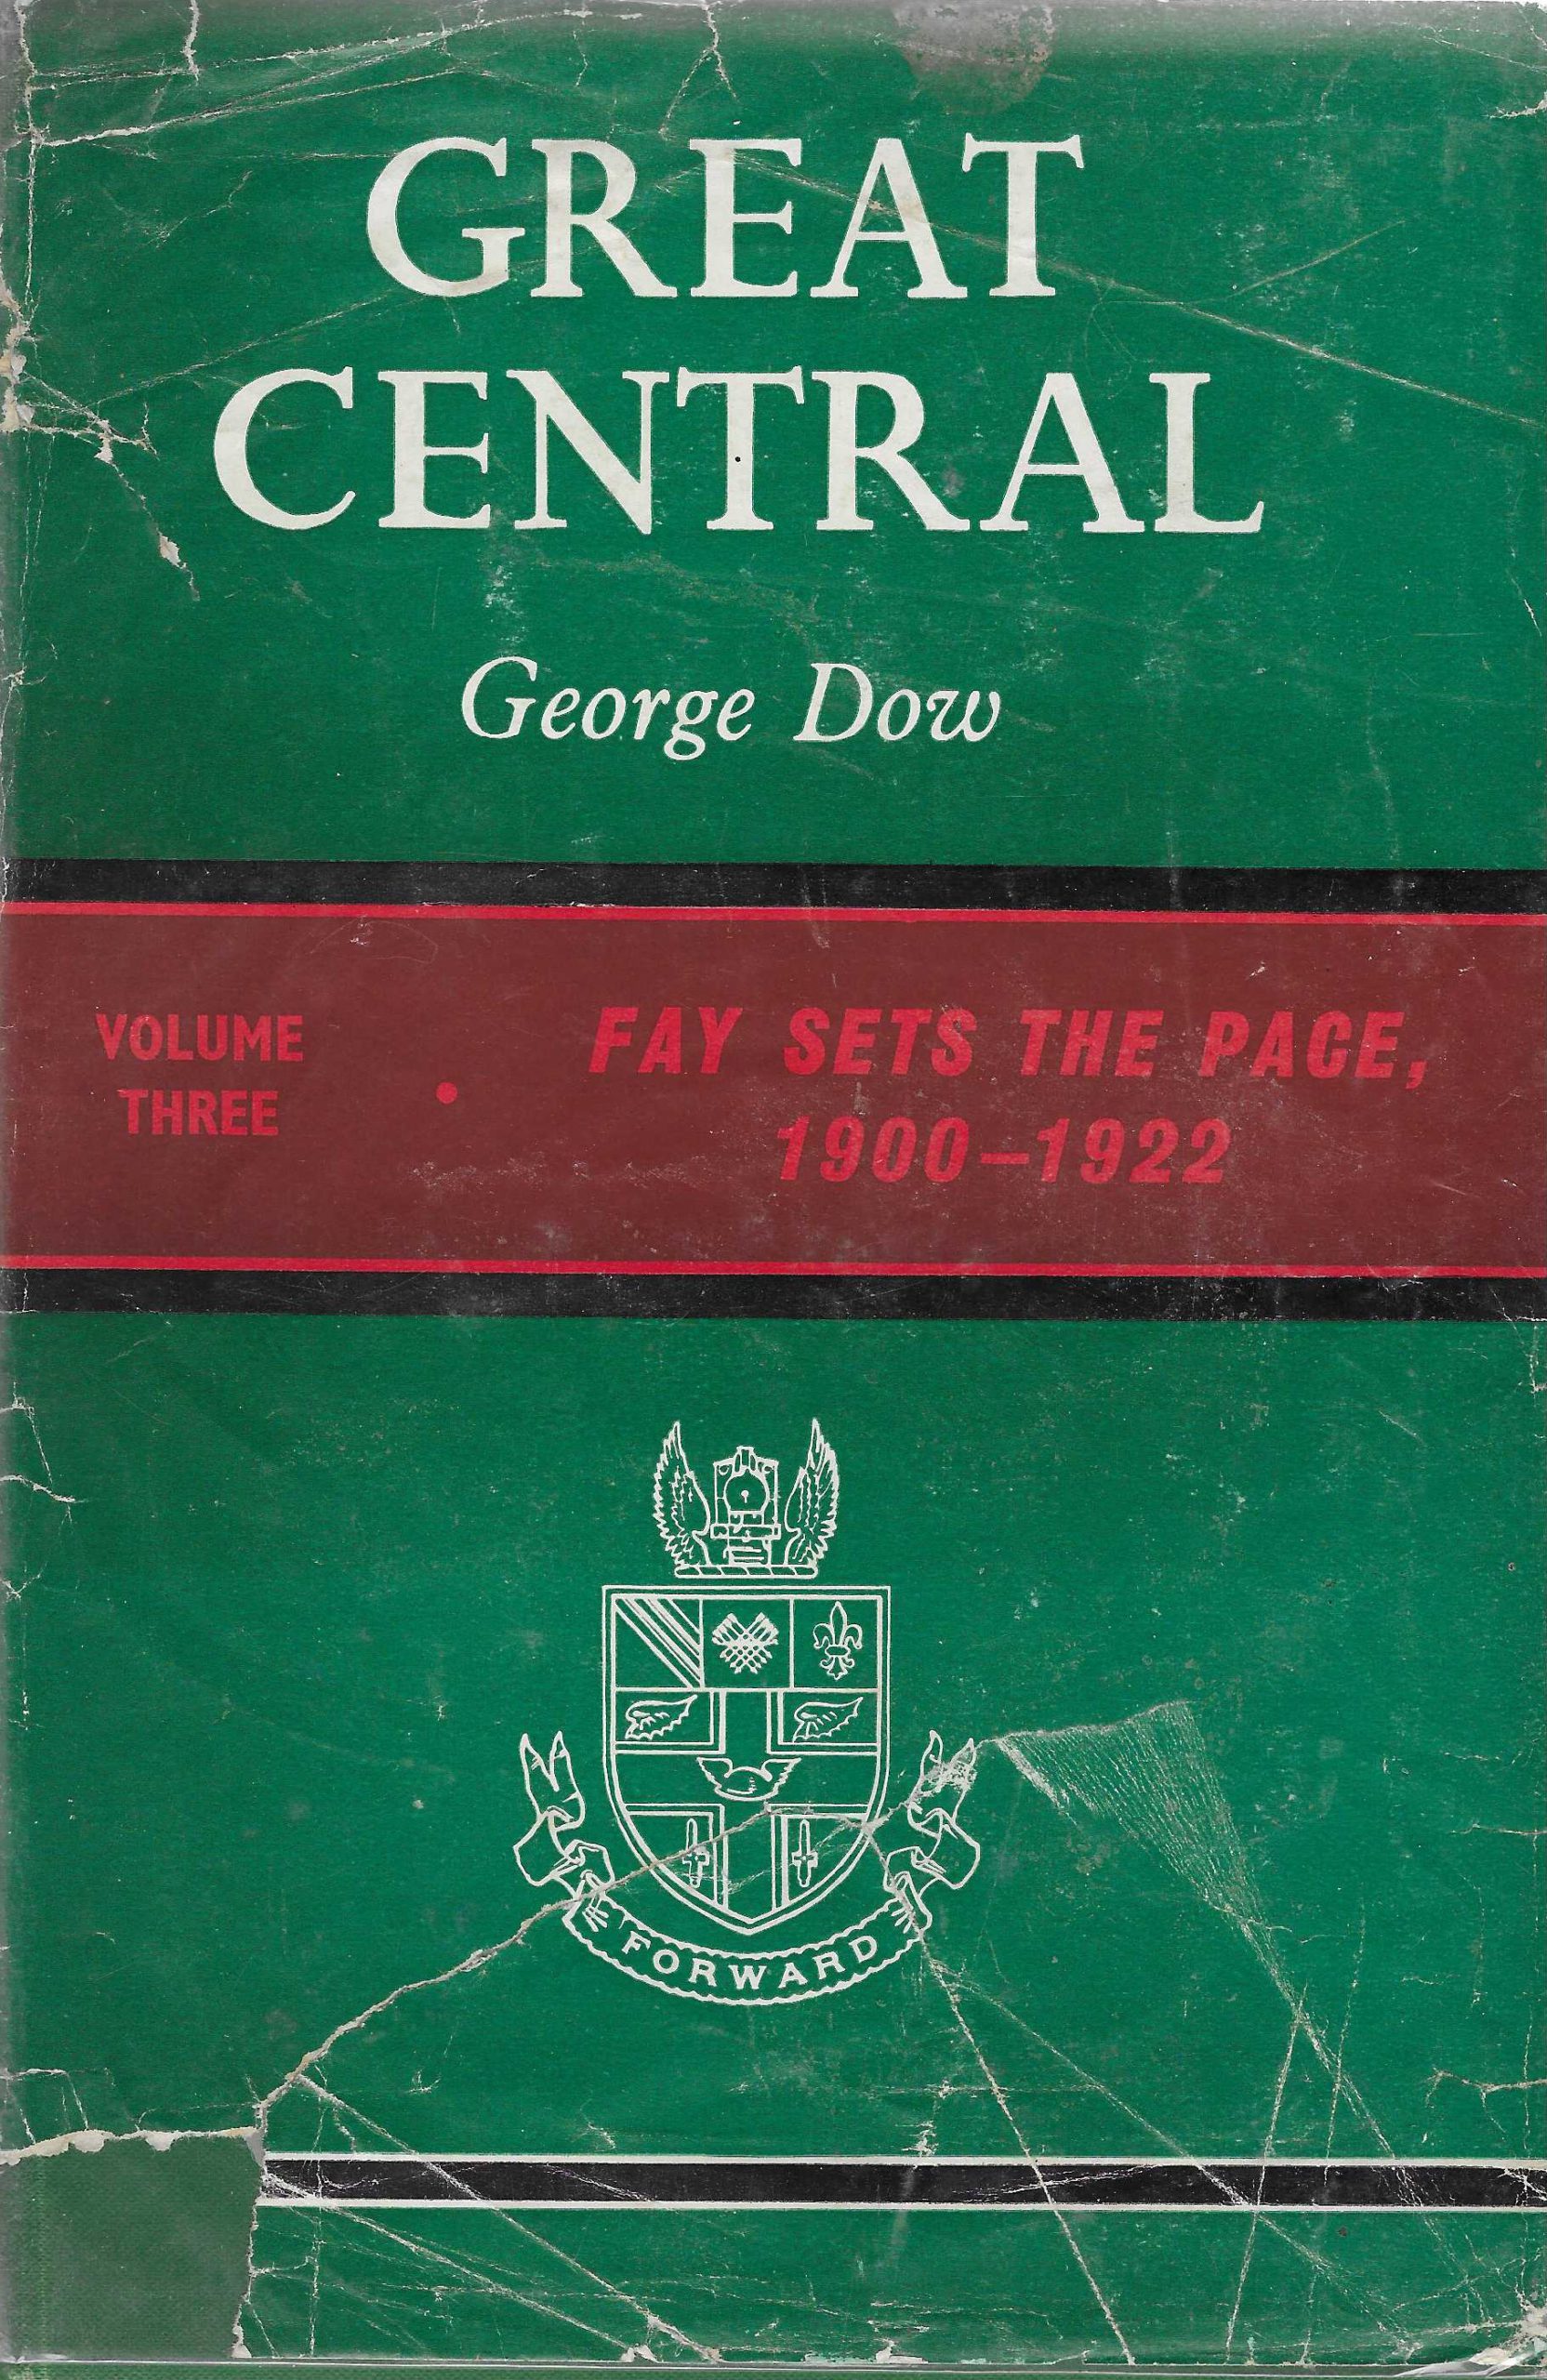 GREAT
CENTRAL
George Dow
VOLUME
THREE
•
FAY SETS THE PACE,
1900–1922
FORWARD